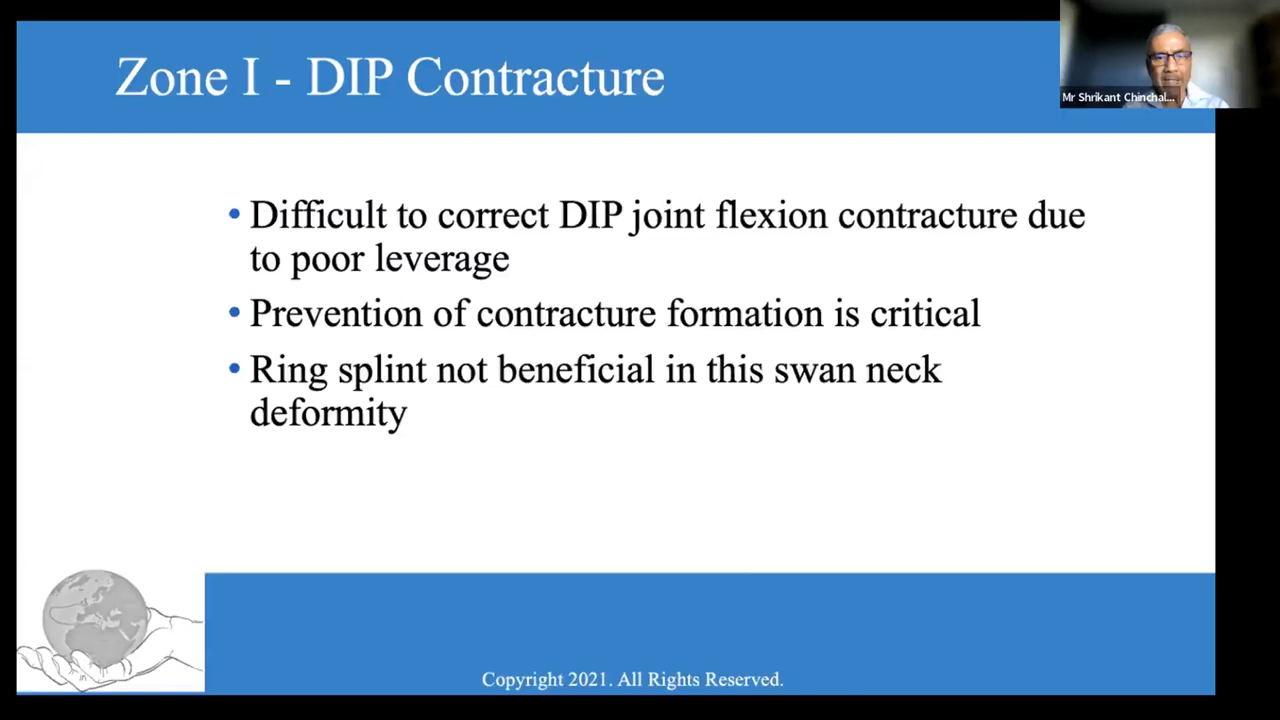 Zone I - DIP Contracture
Mr Shrikant Chinchal...
• Difficult to correct DIP joint flexion contracture due
to poor leverage
• Prevention of contracture formation is critical
• Ring splint not beneficial in this swan neck
deformity
Copyright 2021. All Rights Reserved.